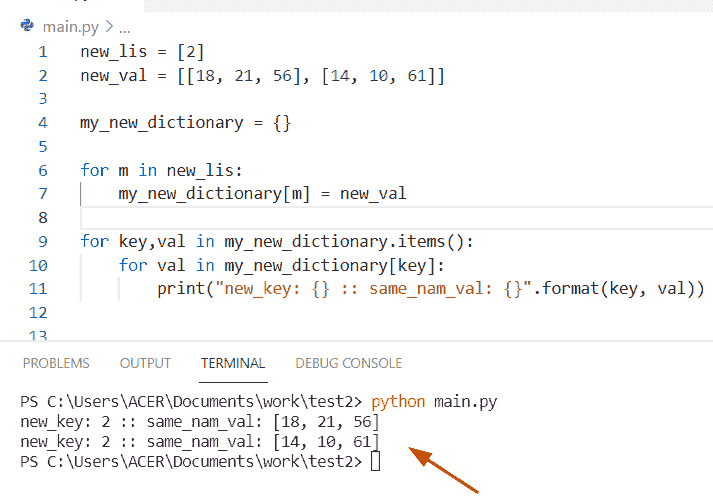 main.py > ...
1 new_lis = [2]
2 new_val = [[18, 21, 56], [14, 10, 61]]
3
4 my_new_dictionary = {}
5
6 for m in new_lis:
7     my_new_dictionary[m] = new_val
8
9 for key,val in my_new_dictionary.items():
10     for val in my_new_dictionary[key]:
11         print("new_key: {} :: same_nam_val: {}".format(key, val))
12
13
PROBLEMS OUTPUT TERMINAL DEBUG CONSOLE
PS C:\Users\ACER\Documents\work\test2> python main.py
new_key: 2 :: same_nam_val: [18, 21, 56]
new_key: 2 :: same_nam_val: [14, 10, 61]
PS C:\Users\ACER\Documents\work\test2>